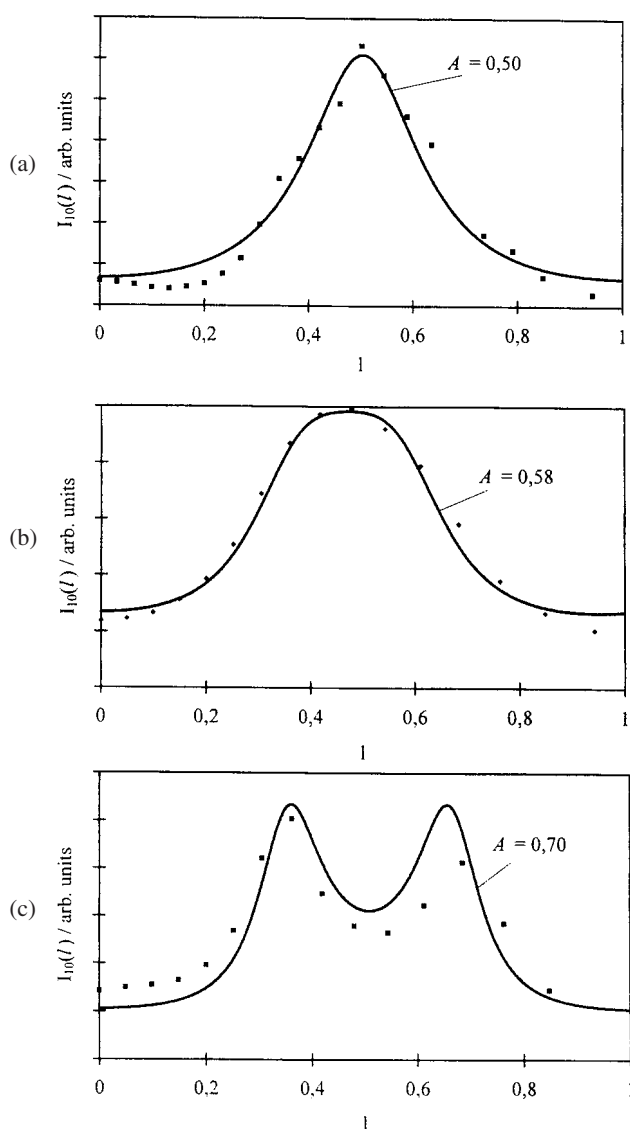 (a)
I₁₀(l) / arb. units
A = 0,50
0 0,2 0,4 0,6 0,8 1
l
(b)
I₁₀(l) / arb. units
A = 0,58
0 0,2 0,4 0,6 0,8 1
l
(c)
I₁₀(l) / arb. units
A = 0,70
0 0,2 0,4 0,6 0,8 1
l